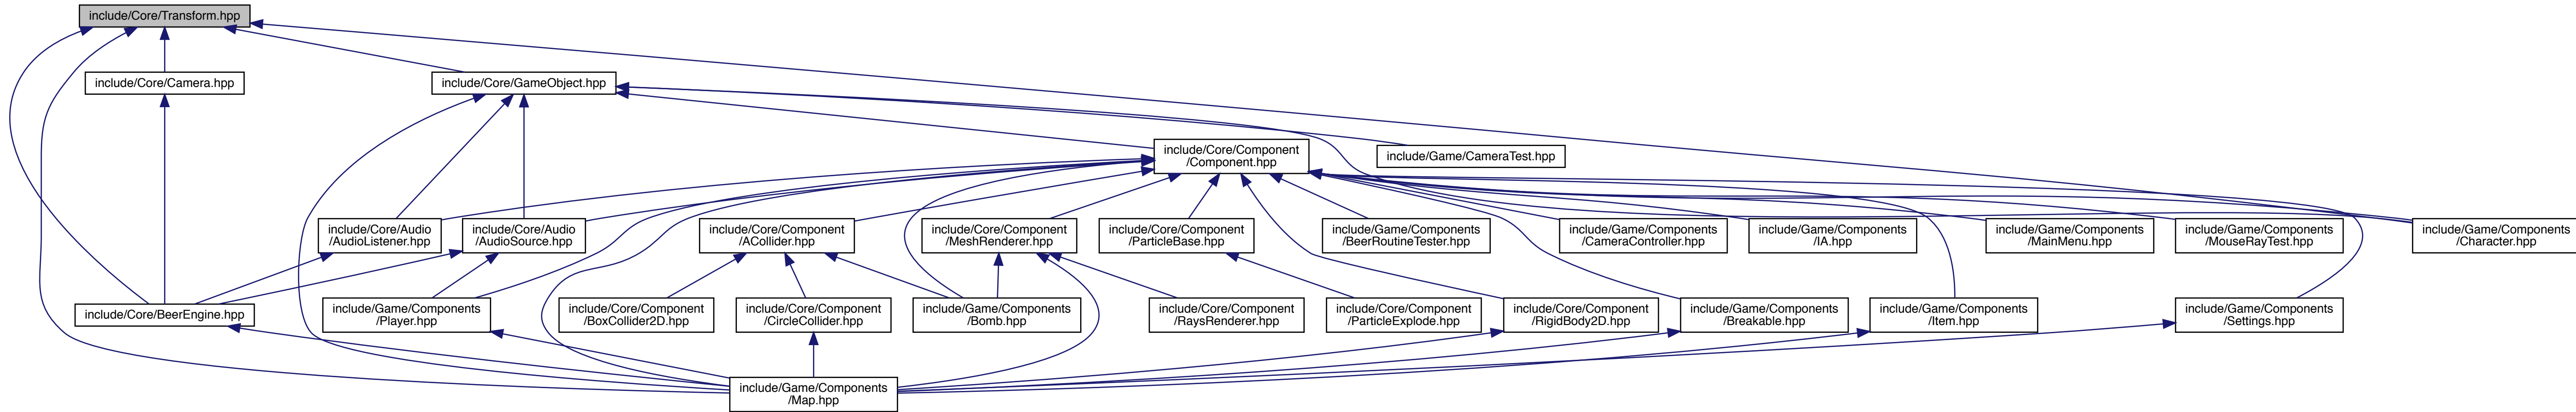 include/Core/Transform.hpp
include/Core/Camera.hpp
include/Core/GameObject.hpp
include/Core/Component
/Component.hpp
include/Game/CameraTest.hpp
include/Core/Audio
/AudioListener.hpp
include/Core/Audio
/AudioSource.hpp
include/Core/Component
/ACollider.hpp
include/Core/Component
/MeshRenderer.hpp
include/Core/Component
/ParticleBase.hpp
include/Game/Components
/BeerRoutineTester.hpp
include/Game/Components
/CameraController.hpp
include/Game/Components
/IA.hpp
include/Game/Components
/MainMenu.hpp
include/Game/Components
/MouseRayTest.hpp
include/Game/Components
/Character.hpp
include/Core/BeerEngine.hpp
include/Game/Components
/Player.hpp
include/Core/Component
/BoxCollider2D.hpp
include/Core/Component
/CircleCollider.hpp
include/Game/Components
/Bomb.hpp
include/Core/Component
/RaysRenderer.hpp
include/Core/Component
/ParticleExplode.hpp
include/Core/Component
/RigidBody2D.hpp
include/Game/Components
/Breakable.hpp
include/Game/Components
/Item.hpp
include/Game/Components
/Settings.hpp
include/Game/Components
/Map.hpp